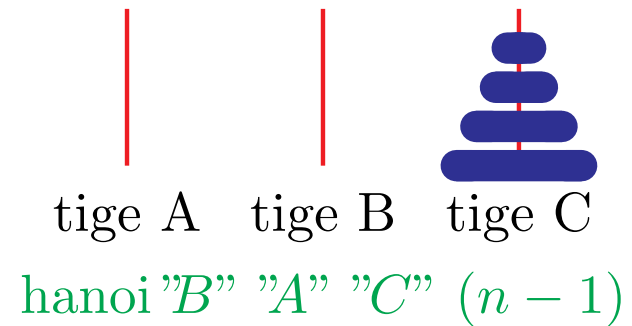 tige A tige B tige C
hanoi ”B” ”A” ”C” (n − 1)